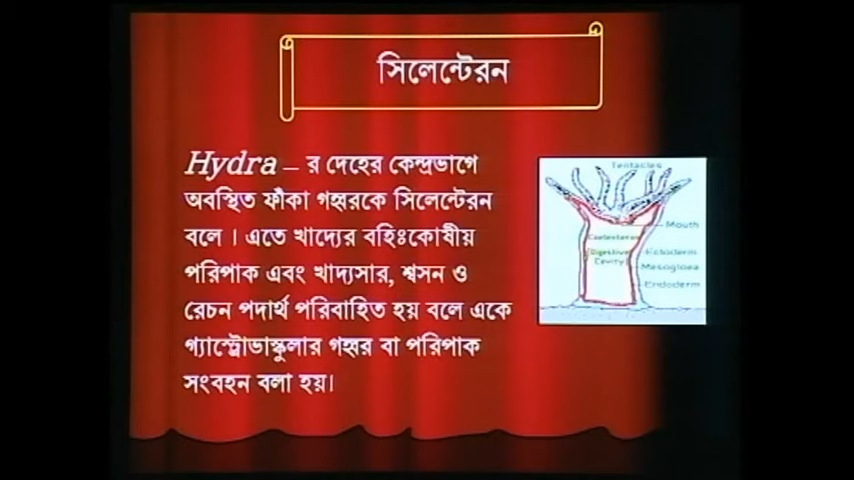 সিলেন্টেরন
Hydra – র দেহের কেন্দ্রভাগে
অবস্থিত ফাঁকা গহ্বরকে সিলেন্টেরন
বলে । এতে খাদ্যের বহিঃকোষীয়
পরিপাক এবং খাদ্যসার, শ্বসন ও
রেচন পদার্থ পরিবাহিত হয় বলে একে
গ্যাস্ট্রোভাস্কুলার গহ্বর বা পরিপাক
সংবহন বলা হয়।
Tentacles
Mouth
Coelenteron
(Digestive
Cavity)
Ectoderm
Mesogloea
Endoderm